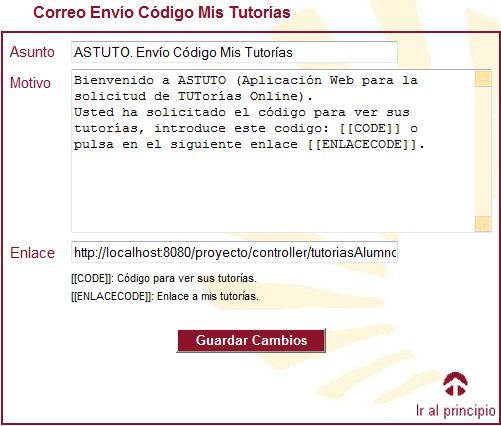 Correo Envío Código Mis Tutorías
Asunto ASTUTO. Envío Código Mis Tutorías
Motivo
Bienvenido a ASTUTO (Aplicación Web para la
solicitud de TUTorías Online).
Usted ha solicitado el código para ver sus
tutorías, introduce este codigo: [[CODE]] o
pulsa en el siguiente enlace [[ENLACECODE]].
Enlace http://localhost:8080/proyecto/controller/tutoriasAlumno
[[CODE]]: Código para ver sus tutorías.
[[ENLACECODE]]: Enlace a mis tutorías.
Guardar Cambios
Ir al principio